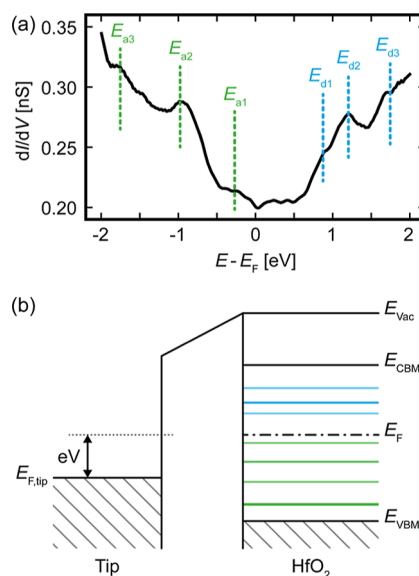 (a)
E_a3
E_a2
E_a1
E_d1
E_d2
E_d3
dI/dV [nS]
0.35
0.30
0.25
0.20
-2 -1 0 1 2
E - E_F [eV]
(b)
E_Vac
E_CBM
E_F
eV
E_F,tip
E_VBM
Tip HfO₂